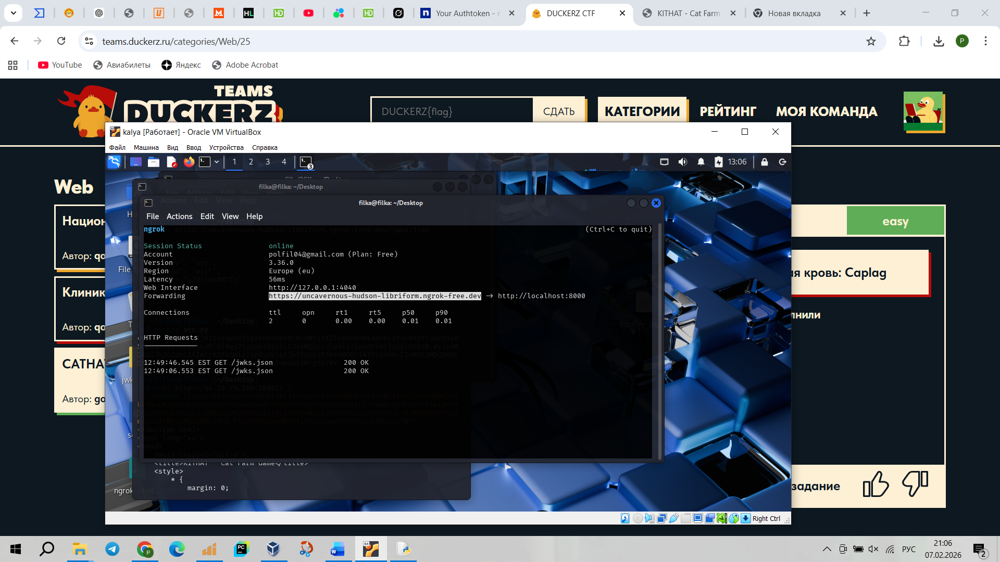 Your Authtoken - n
DUCKERZ CTF
KITHAT - Cat Farm
Новая вкладка
teams.duckerz.ru/categories/Web/25
P
YouTube
Авиабилеты
Яндекс
Adobe Acrobat
TEAMS
DUCKERZ
DUCKERZ{flag}
СДАТЬ
КАТЕГОРИИ
РЕЙТИНГ
МОЯ КОМАНДА
kalya [Работает] - Oracle VM VirtualBox
Файл
Машина
Вид
Ввод
Устройства
Справка
1
2
3
4
3
13:06
Web
filka@filka: ~/Desktop
filka@filka: ~/Desktop
File Actions Edit View Help
ngrok
(Ctrl+C to quit)
Session Status online
Account polfil04@gmail.com (Plan: Free)
Version 3.36.0
Region Europe (eu)
Latency 56ms
Web Interface http://127.0.0.1:4040
Forwarding https://uncavernous-hudson-libriform.ngrok-free.dev → http://localhost:8000
Connections ttl opn rt1 rt5 p50 p90
2 0 0.00 0.00 0.01 0.01
HTTP Requests
12:49:46.545 EST GET /jwks.json 200 OK
12:49:06.553 EST GET /jwks.json 200 OK
<style>
* {
margin: 0;
Национ
Автор: qo
Клиник
Автор: qo
CATHA
Автор: go
File
ngrok-v3-st...
easy
ая кровь: Caplag
лнили
задание
Right Ctrl
РУС
21:06
07.02.2026
2